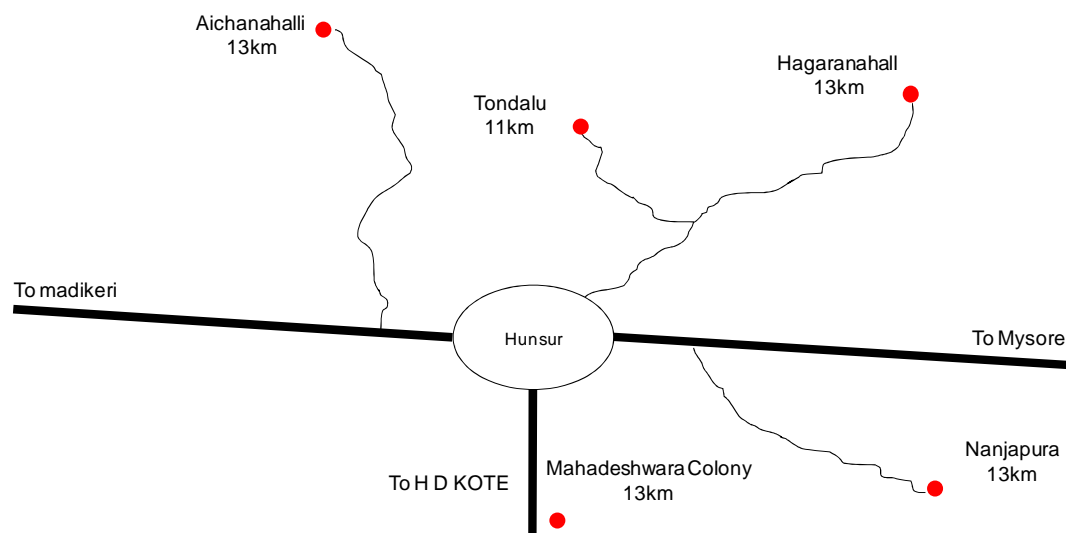 Aichanahalli
13km
Hagaranahall
13km
Tondalu
11km
To madikeri
Hunsur
To Mysore
To H D KOTE
Mahadeshwara Colony
13km
Nanjapura
13km